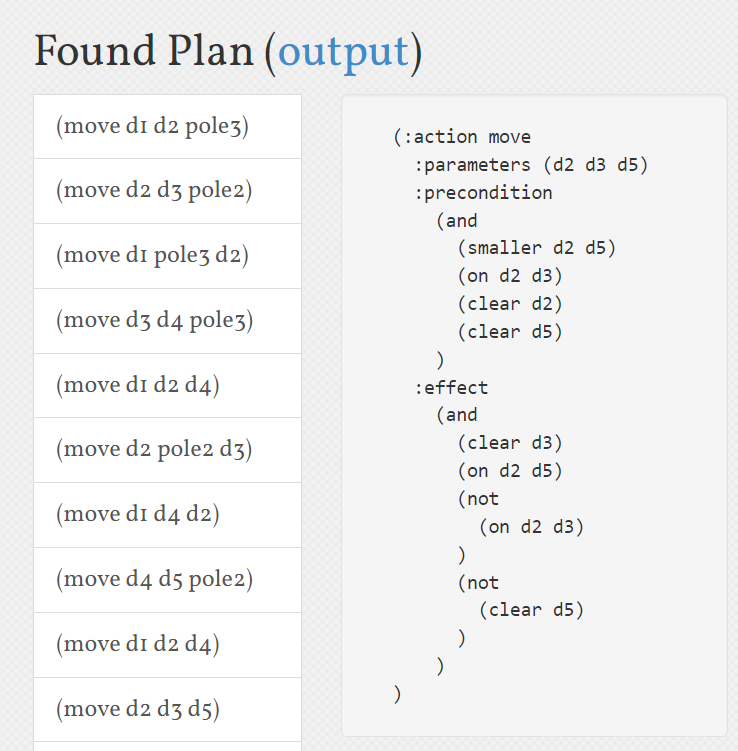 Found Plan (output)
(move d1 d2 pole3)
(move d2 d3 pole2)
(move d1 pole3 d2)
(move d3 d4 pole3)
(move d1 d2 d4)
(move d2 pole2 d3)
(move d1 d4 d2)
(move d4 d5 pole2)
(move d1 d2 d4)
(move d2 d3 d5)
(:action move
:parameters (d2 d3 d5)
:precondition
(and
(smaller d2 d5)
(on d2 d3)
(clear d2)
(clear d5)
)
:effect
(and
(clear d3)
(on d2 d5)
(not
(on d2 d3)
)
(not
(clear d5)
)
)
)